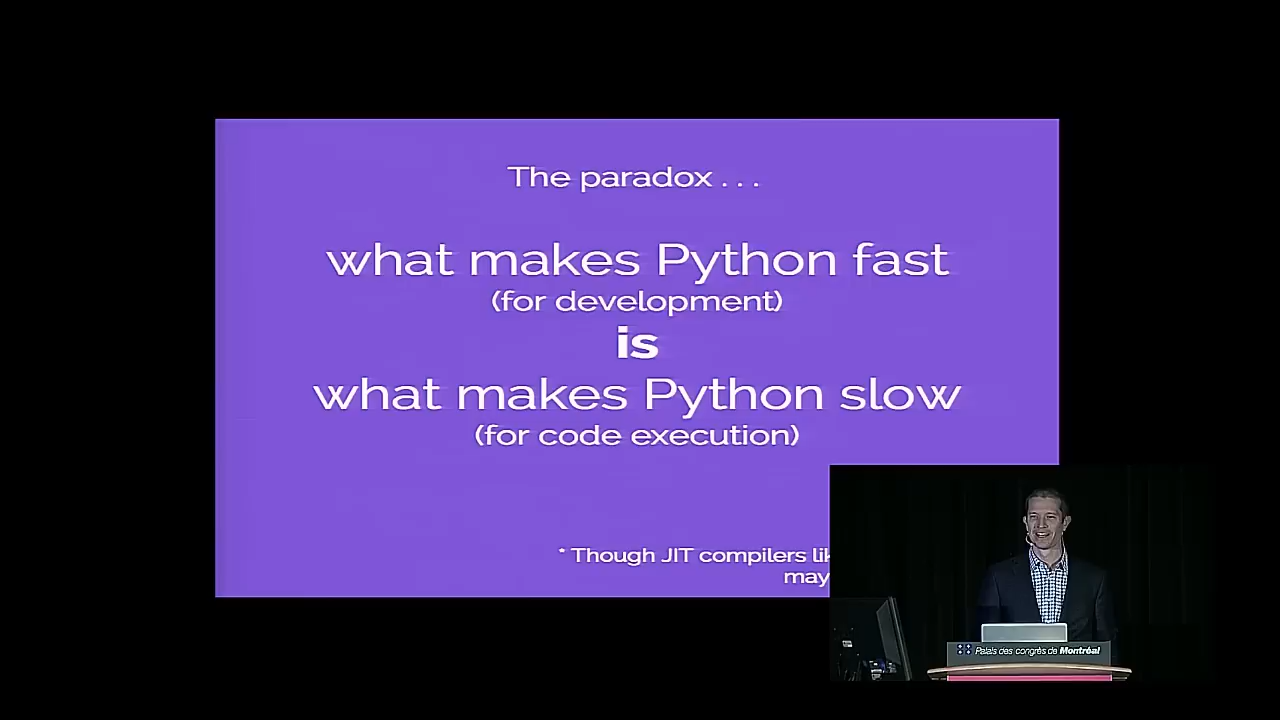 The paradox . . .
what makes Python fast
(for development)
is
what makes Python slow
(for code execution)
* Though JIT compilers
may
Palais des congrès de Montréal